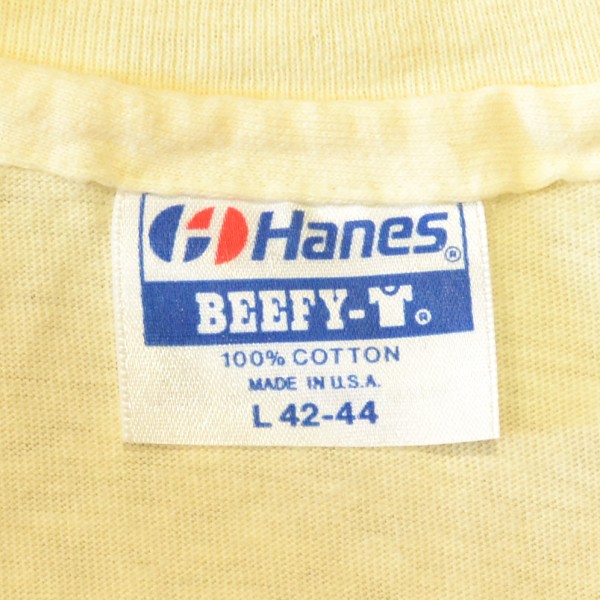 Hanes®
BEEFY-T®
100% COTTON
MADE IN U.S.A.
L 42-44